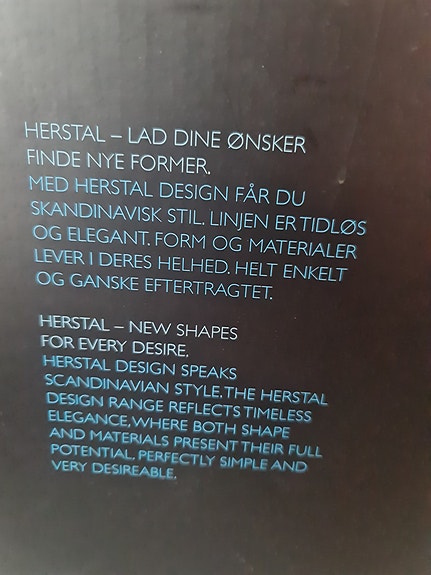 HERSTAL – LAD DINE ØNSKER
FINDE NYE FORMER.
MED HERSTAL DESIGN FÅR DU
SKANDINAVISK STIL. LINJEN ER TIDLØS
OG ELEGANT. FORM OG MATERIALER
LEVER I DERES HELHED. HELT ENKELT
OG GANSKE EFTERTRAGTET.
HERSTAL – NEW SHAPES
FOR EVERY DESIRE.
HERSTAL DESIGN SPEAKS
SCANDINAVIAN STYLE. THE HERSTAL
DESIGN RANGE REFLECTS TIMELESS
ELEGANCE, WHERE BOTH SHAPE
AND MATERIALS PRESENT THEIR FULL
POTENTIAL. PERFECTLY SIMPLE AND
VERY DESIREABLE.